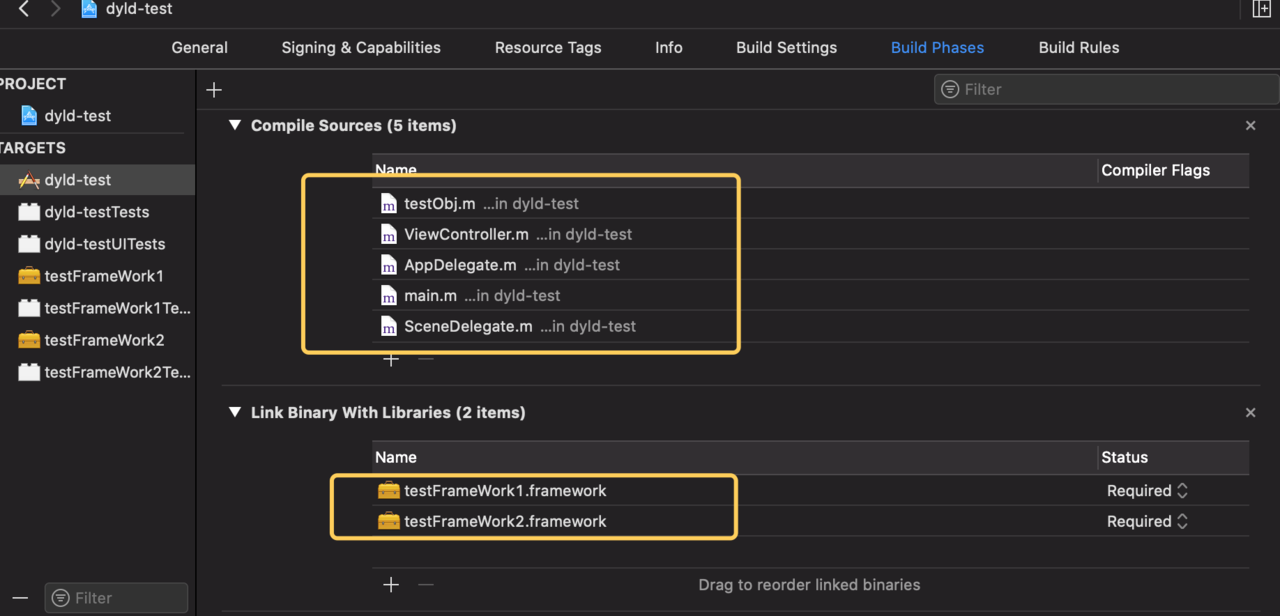 dyld-test
General Signing & Capabilities Resource Tags Info Build Settings Build Phases Build Rules
PROJECT
dyld-test
TARGETS
dyld-test
dyld-testTests
dyld-testUITests
testFrameWork1
testFrameWork1Te...
testFrameWork2
testFrameWork2Te...
Filter
Filter
Compile Sources (5 items)
Name Compiler Flags
m testObj.m ...in dyld-test
m ViewController.m ...in dyld-test
m AppDelegate.m ...in dyld-test
m main.m ...in dyld-test
m SceneDelegate.m ...in dyld-test
Link Binary With Libraries (2 items)
Name Status
testFrameWork1.framework Required
testFrameWork2.framework Required
Drag to reorder linked binaries